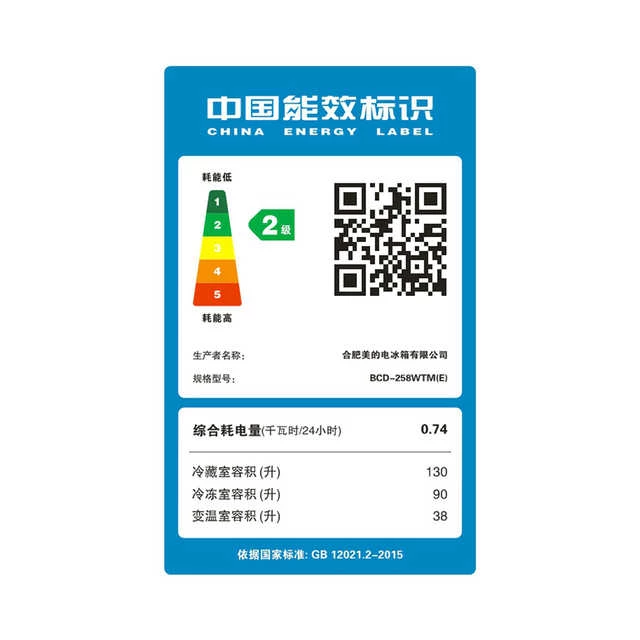 中国能效标识
CHINA ENERGY LABEL
耗能低
1
2
2级
3
4
5
耗能高
生产者名称： 合肥美的电冰箱有限公司
规格型号： BCD-258WTM(E)
综合耗电量(千瓦时/24小时) 0.74
冷藏室容积(升) 130
冷冻室容积(升) 90
变温室容积(升) 38
依据国家标准: GB 12021.2-2015